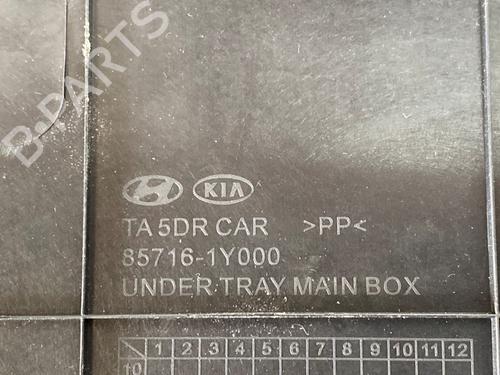 B-PARTS
KIA
TA 5DR CAR >PP<
85716-1Y000
UNDER TRAY MAIN BOX
1 2 3 4 5 6 7 8 9 10 11 12